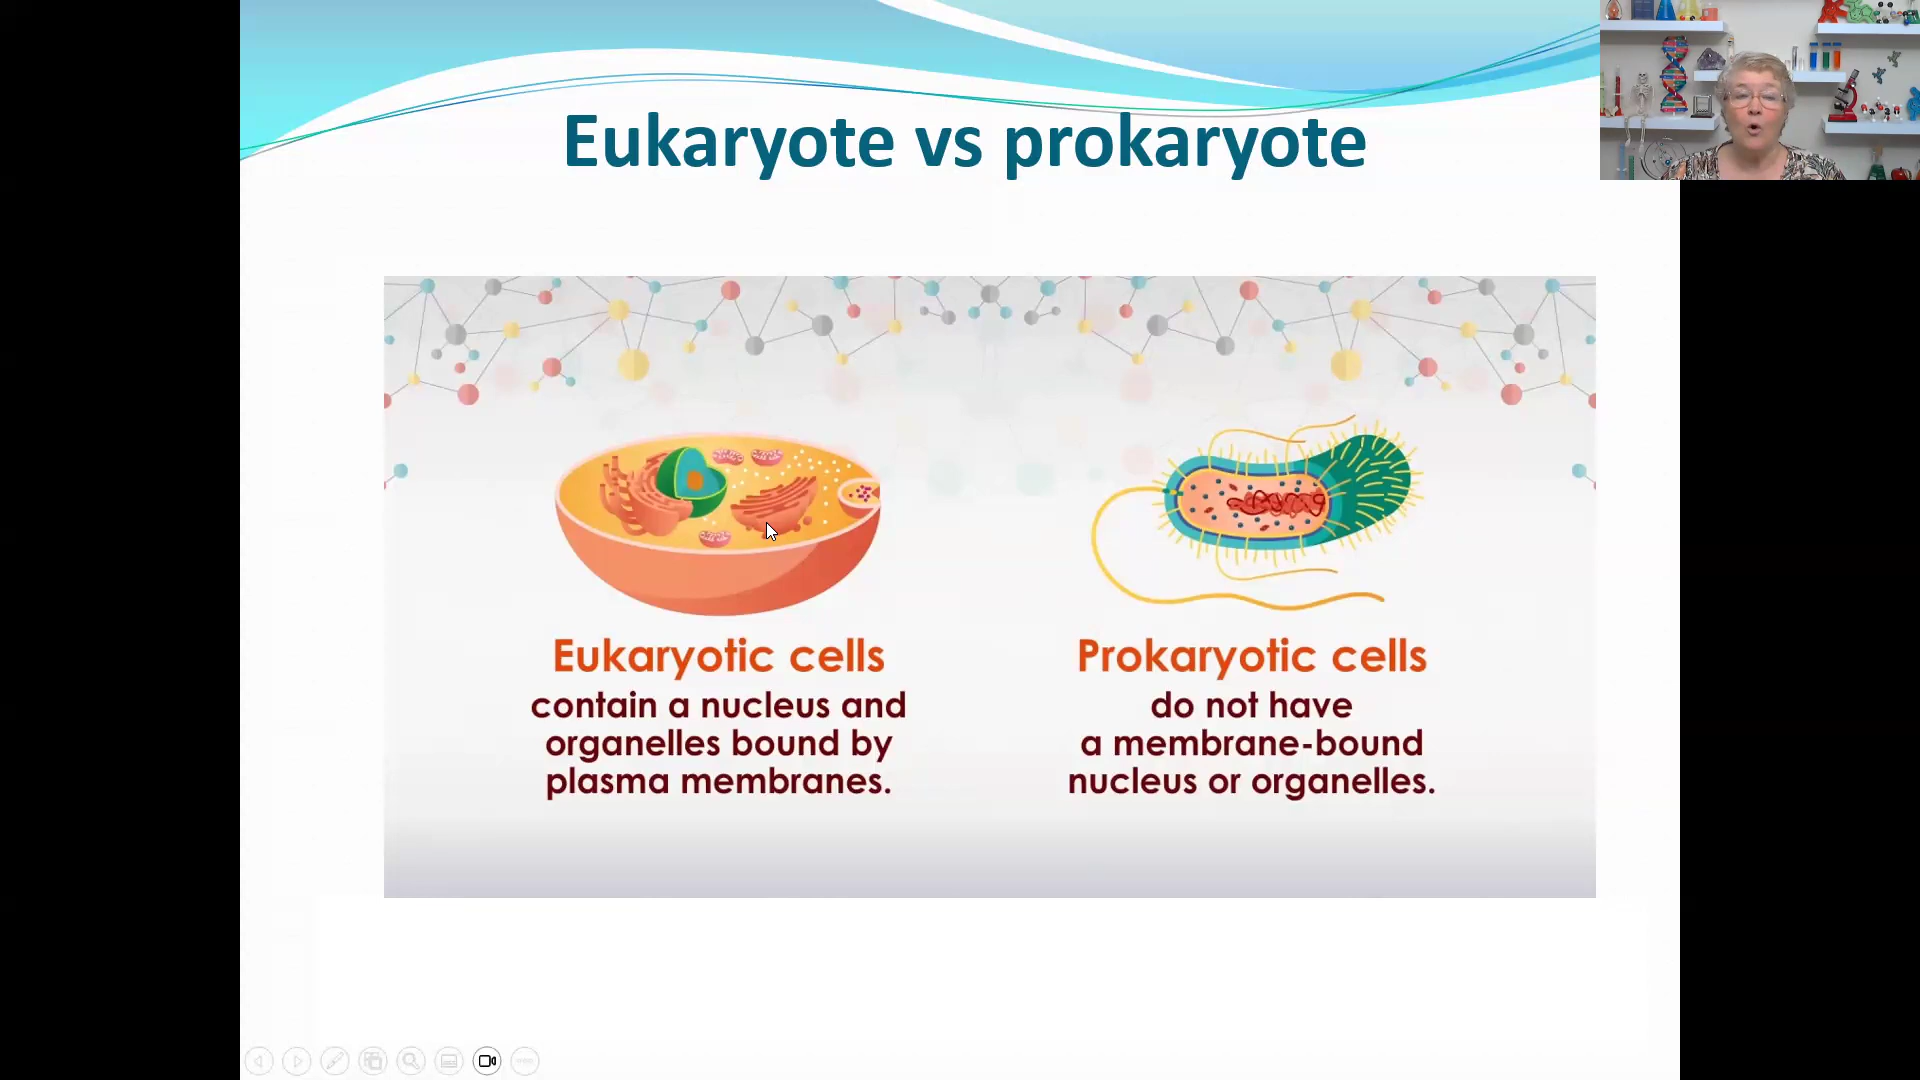 Eukaryote vs prokaryote
Eukaryotic cells
contain a nucleus and
organelles bound by
plasma membranes.
Prokaryotic cells
do not have
a membrane-bound
nucleus or organelles.